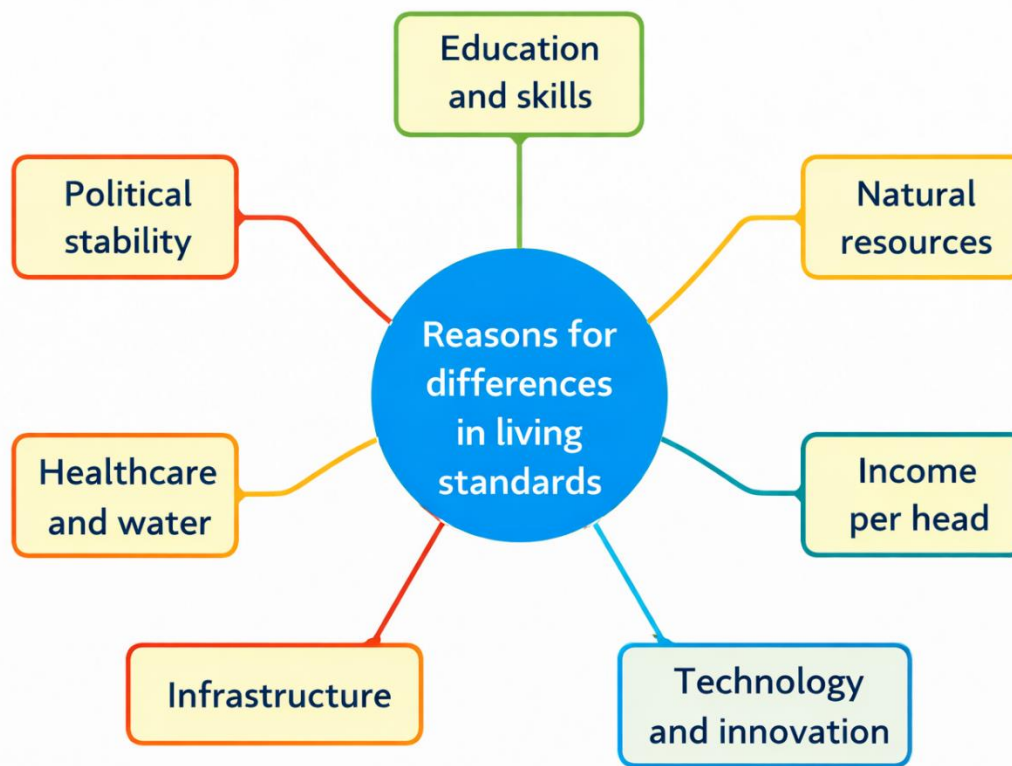 Education
and skills
Political
stability
Natural
resources
Reasons for
differences
in living
standards
Healthcare
and water
Income
per head
Infrastructure
Technology
and innovation